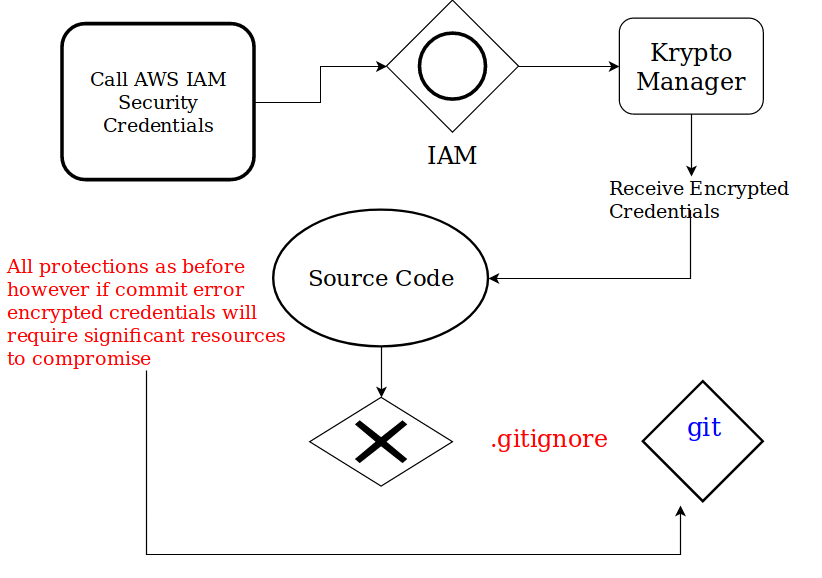 Call AWS IAM
Security
Credentials
IAM
Krypto
Manager
Receive Encrypted
Credentials
Source Code
All protections as before
however if commit error
encrypted credentials will
require significant resources
to compromise
.gitignore
git